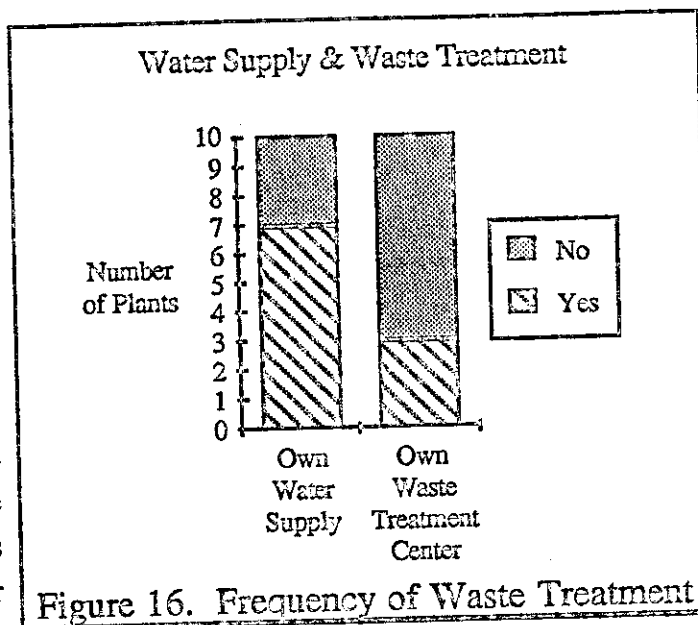 Water Supply & Waste Treatment
10
9
8
7
6
5
4
3
2
1
0
Number
of Plants
No
Yes
Own
Water
Supply
Own
Waste
Treatment
Center
Figure 16. Frequency of Waste Treatment